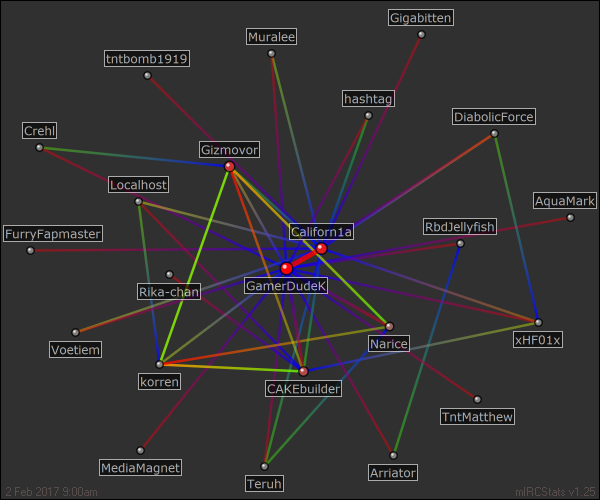 Gigabitten
Muralee
tntbomb1919
hashtag
DiabolicForce
Crehl
Gizmovor
Localhost
AquaMark
RbdJellyfish
Californ1a
FurryFapmaster
GamerDudeK
Rika-chan
xHF01x
Narice
Voetiem
korren
CAKEbuilder
TntMatthew
MediaMagnet
Arriator
Teruh
2 Feb 2017 9:00am
mIRCStats v1.25